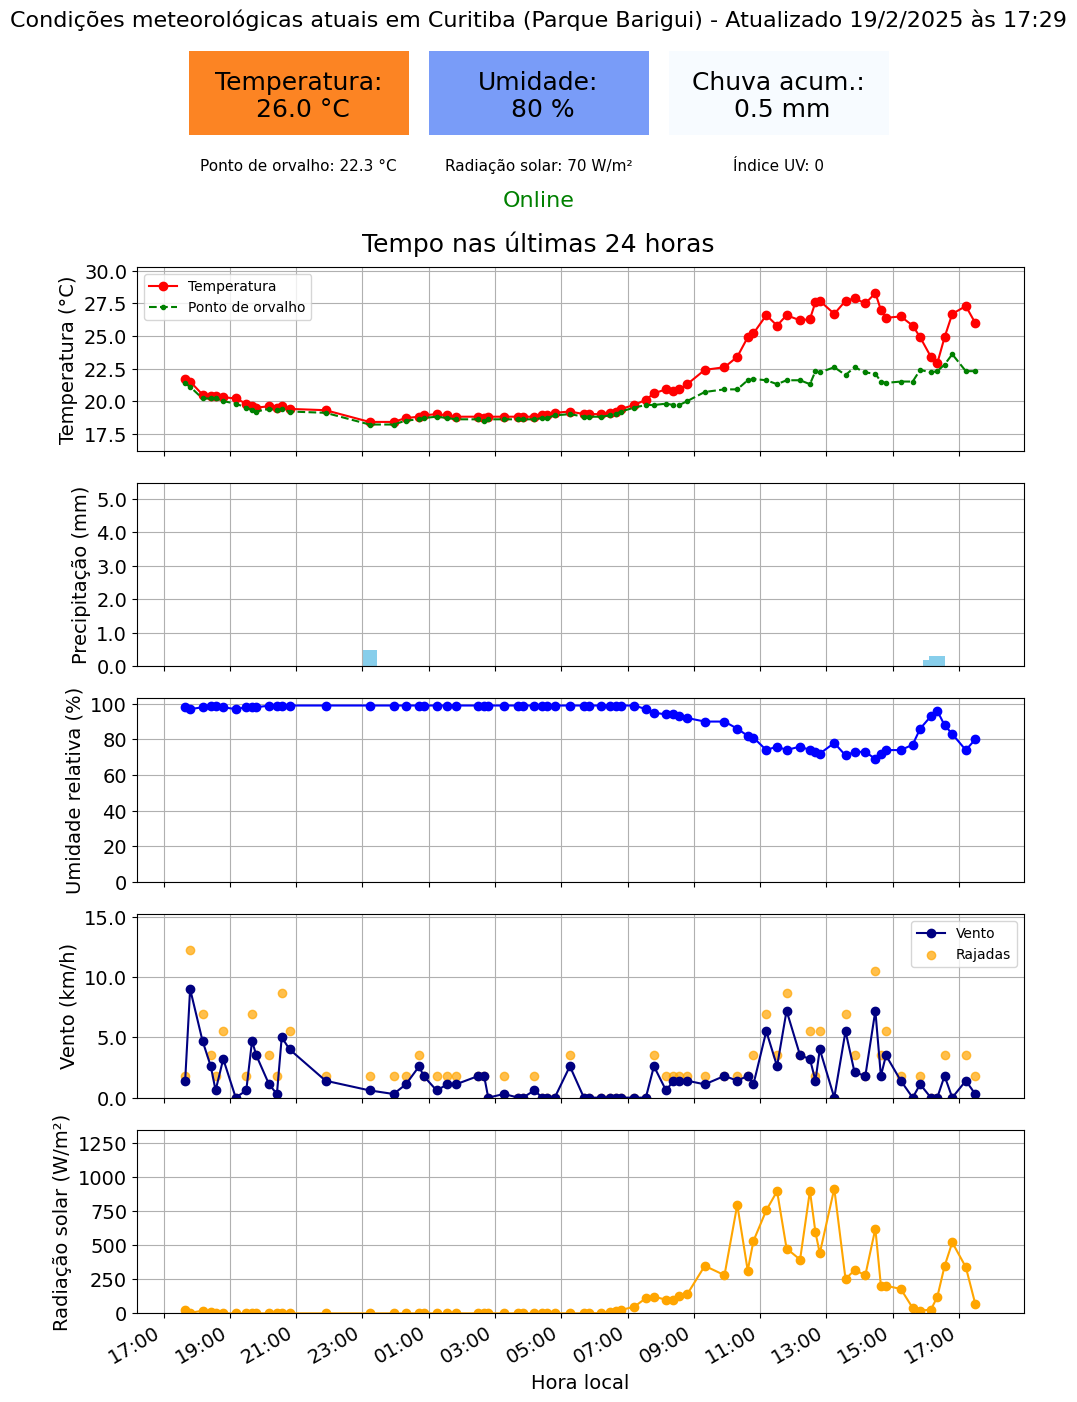 Condições meteorológicas atuais em Curitiba (Parque Barigui) - Atualizado 19/2/2025 às 17:29
Temperatura:
26.0 °C
Umidade:
80 %
Chuva acum.:
0.5 mm
Ponto de orvalho: 22.3 °C
Radiação solar: 70 W/m²
Índice UV: 0
Online
Tempo nas últimas 24 horas
Temperatura (°C)
30.0
27.5
25.0
22.5
20.0
17.5
Temperatura
Ponto de orvalho
Precipitação (mm)
5.0
4.0
3.0
2.0
1.0
0.0
Umidade relativa (%)
100
80
60
40
20
0
Vento (km/h)
15.0
10.0
5.0
0.0
Vento
Rajadas
Radiação solar (W/m²)
1250
1000
750
500
250
0
17:00
19:00
21:00
23:00
01:00
03:00
05:00
07:00
09:00
11:00
13:00
15:00
17:00
Hora local